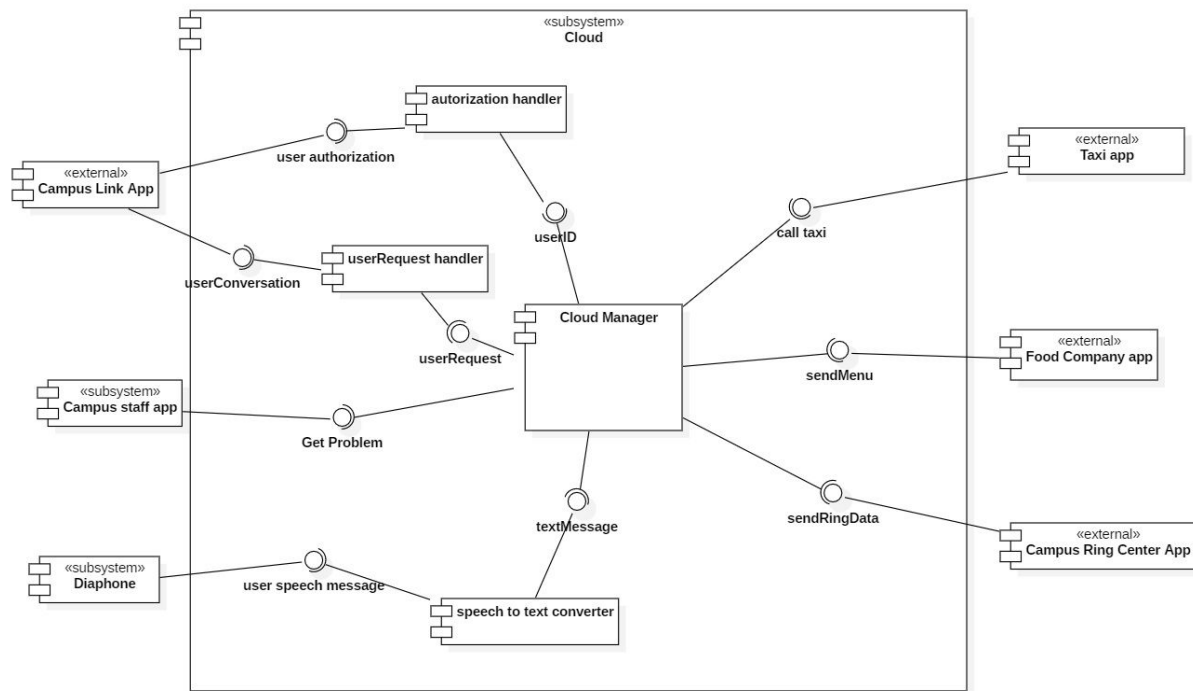 «subsystem»
Cloud
autorization handler
user authorization
«external»
Campus Link App
«external»
Taxi app
userID
call taxi
userRequest handler
userConversation
Cloud Manager
userRequest
«external»
Food Company app
sendMenu
«subsystem»
Campus staff app
Get Problem
sendRingData
textMessage
«external»
Campus Ring Center App
«subsystem»
Diaphone
user speech message
speech to text converter